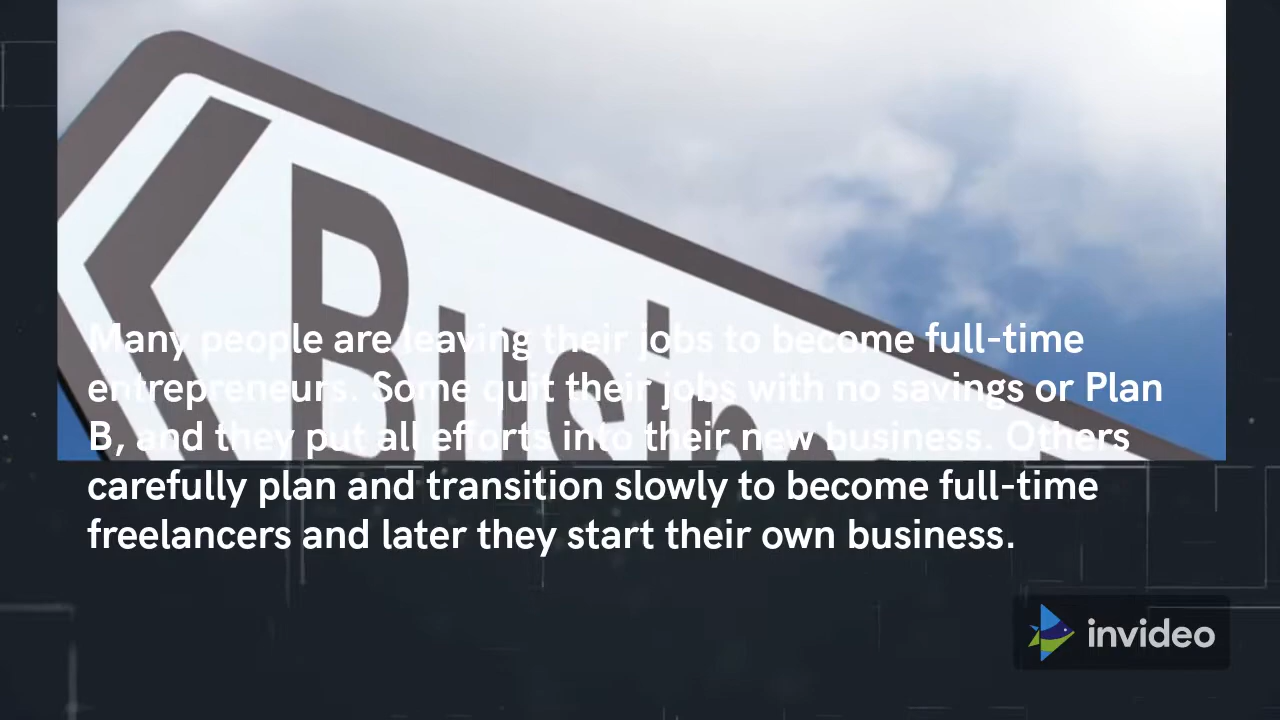 Busin
Many people are leaving their jobs to become full-time
entrepreneurs. Some quit their jobs with no savings or Plan
B, and they put all efforts into their new business. Others
carefully plan and transition slowly to become full-time
freelancers and later they start their own business.
invideo